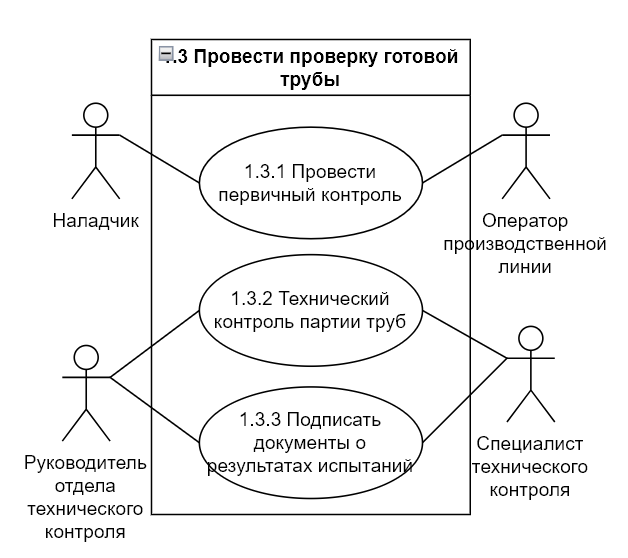 1.3 Провести проверку готовой
трубы
1.3.1 Провести
первичный контроль
Наладчик
Оператор
производственной
линии
1.3.2 Технический
контроль партии труб
1.3.3 Подписать
документы о
результатах испытаний
Руководитель
отдела
технического
контроля
Специалист
технического
контроля